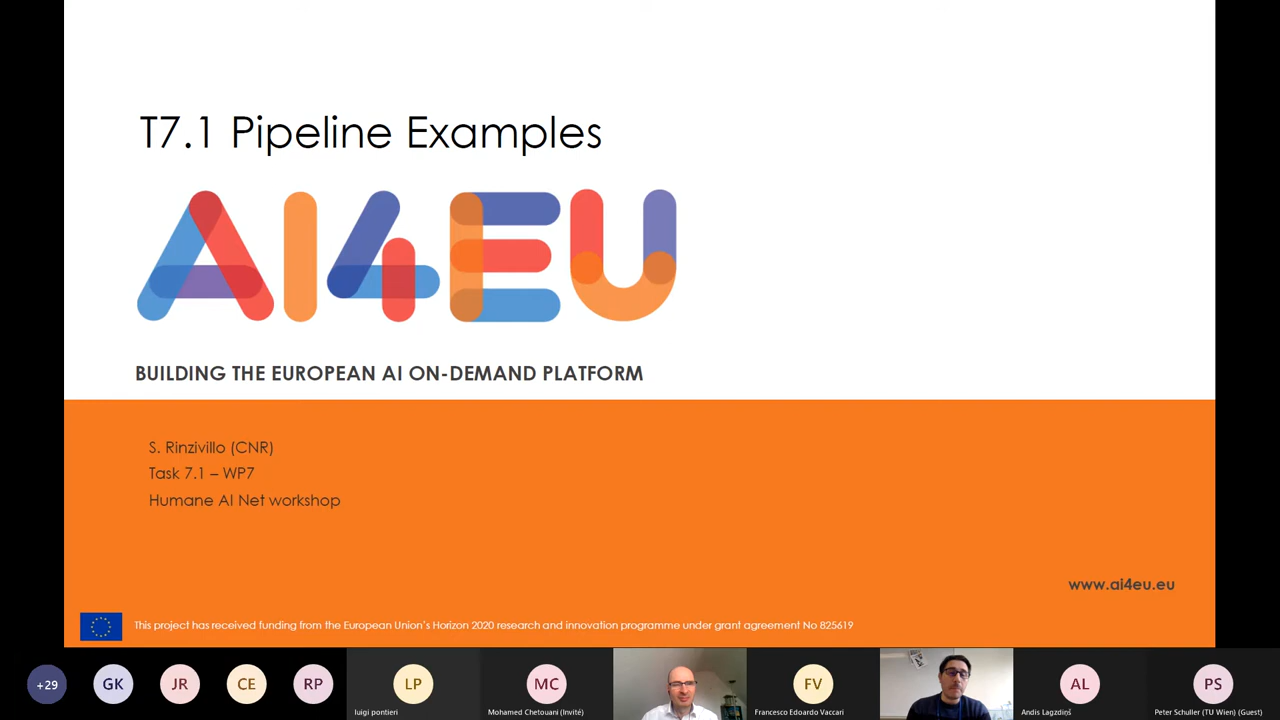 T7.1 Pipeline Examples
AI4EU
BUILDING THE EUROPEAN AI ON-DEMAND PLATFORM
S. Rinzivillo (CNR)
Task 7.1 – WP7
Humane AI Net workshop
www.ai4eu.eu
This project has received funding from the European Union's Horizon 2020 research and innovation programme under grant agreement No 825619
+29 GK JR CE RP LP MC FV AL PS
luigi pontieri Mohamed Chetouani (Invité) Francesco Edoardo Vaccari Andis Lagzdiņš Peter Schuller (TU Wien) (Guest)